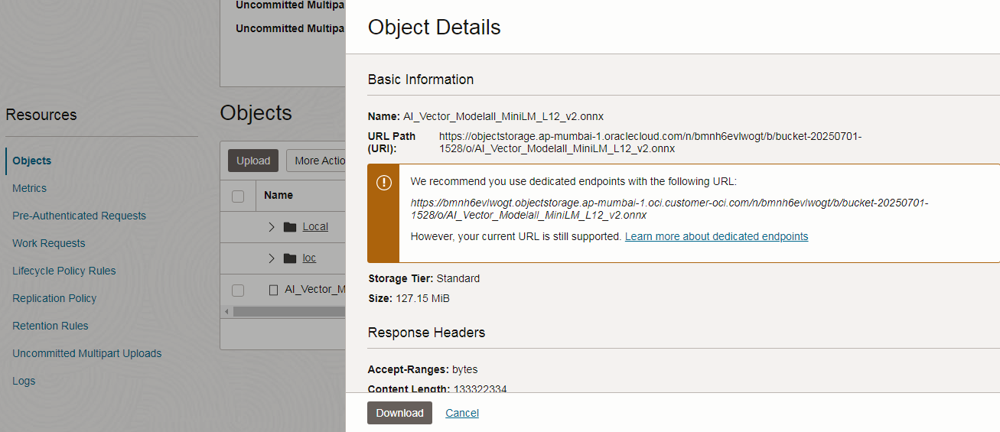 Uncommitted Multipa
Uncommitted Multipa
Resources
Objects
Metrics
Pre-Authenticated Requests
Work Requests
Lifecycle Policy Rules
Replication Policy
Retention Rules
Uncommitted Multipart Uploads
Logs
Objects
Upload
More Actio
Name
Local
loc
AI_Vector_M
Object Details
Basic Information
Name: AI_Vector_Modelall_MiniLM_L12_v2.onnx
URL Path (URI): https://objectstorage.ap-mumbai-1.oraclecloud.com/n/bmnh6evlwogt/b/bucket-20250701-
1528/o/AI_Vector_Modelall_MiniLM_L12_v2.onnx
We recommend you use dedicated endpoints with the following URL:
https://bmnh6evlwogt.objectstorage.ap-mumbai-1.oci.customer-oci.com/n/bmnh6evlwogt/b/bucket-20250701-
1528/o/AI_Vector_Modelall_MiniLM_L12_v2.onnx
However, your current URL is still supported. Learn more about dedicated endpoints
Storage Tier: Standard
Size: 127.15 MiB
Response Headers
Accept-Ranges: bytes
Content Length: 133322334
Download
Cancel